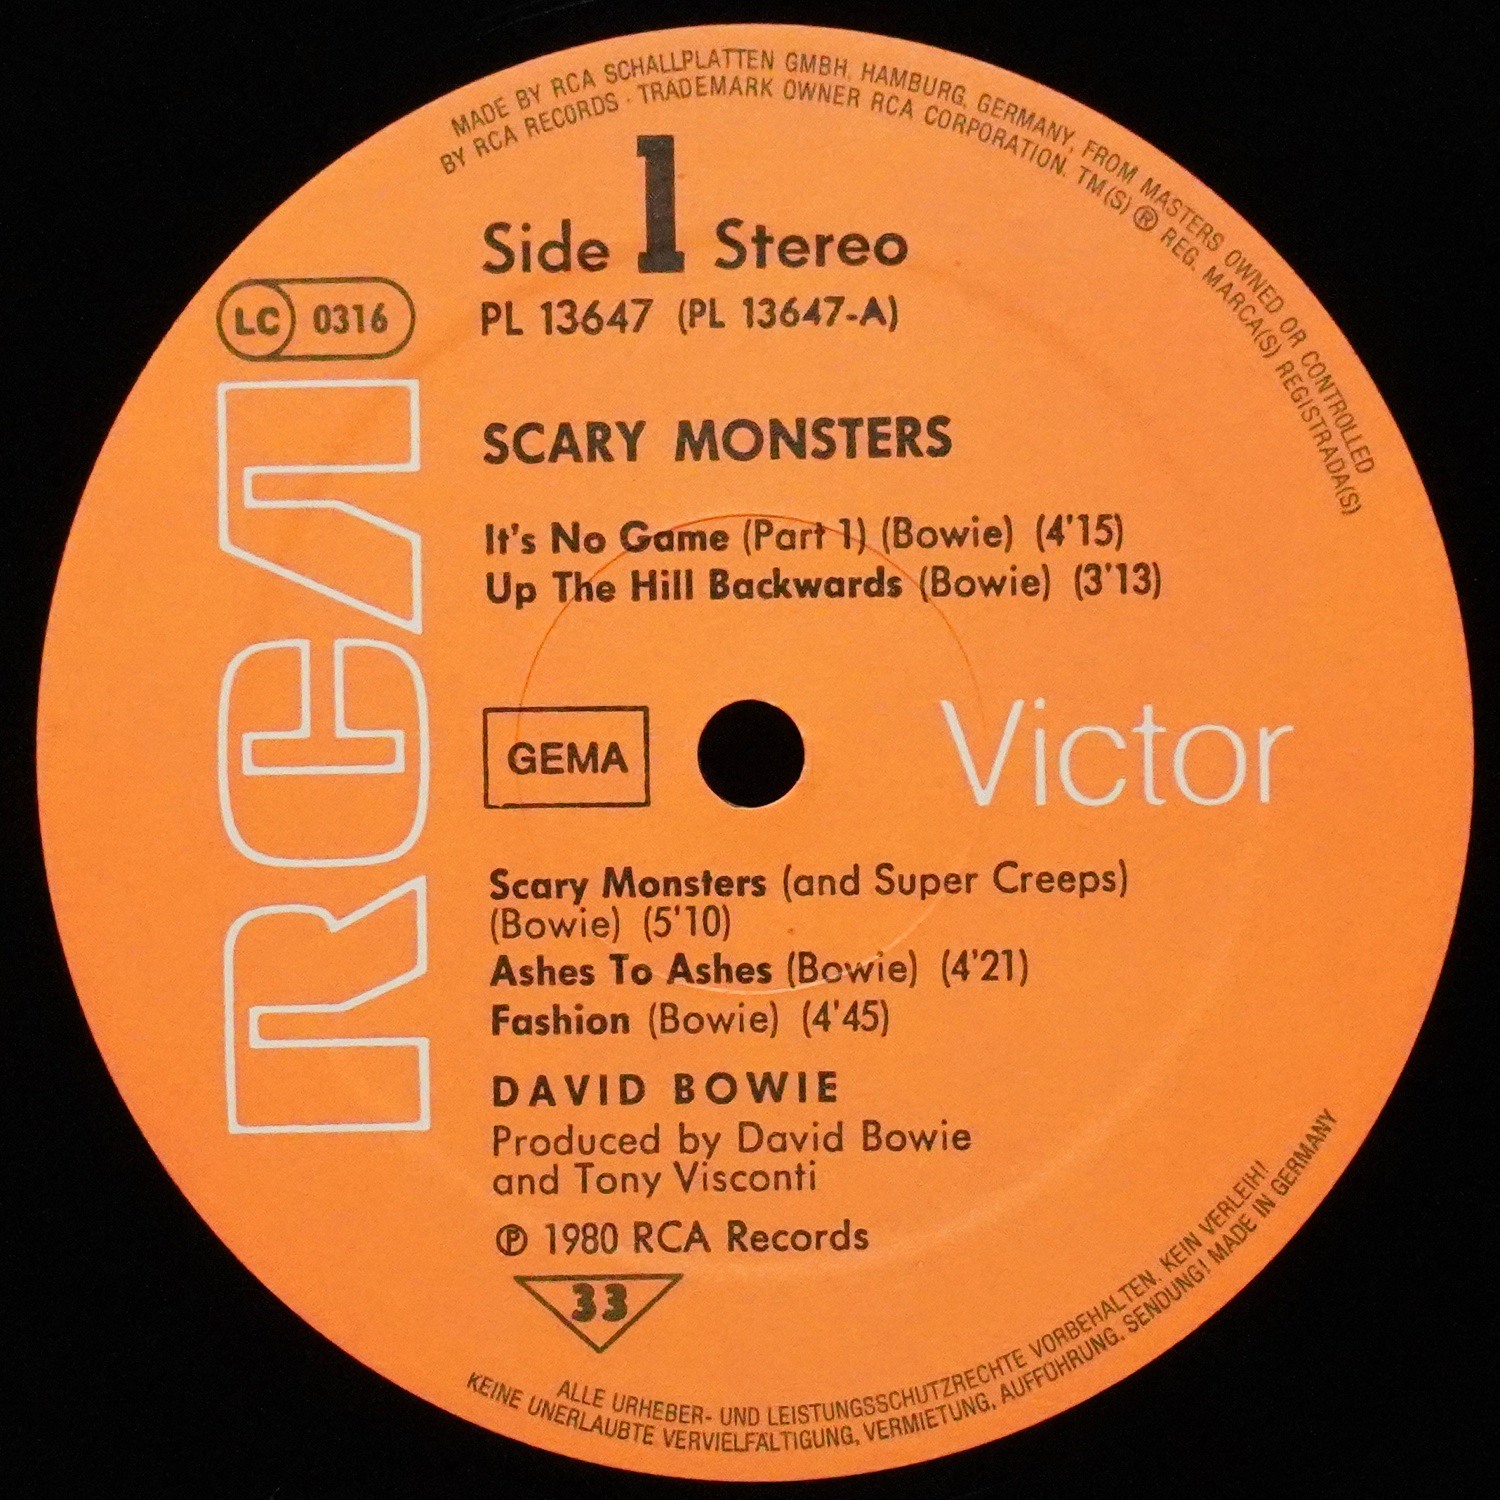 MADE BY RCA SCHALLPLATTEN GMBH, HAMBURG, GERMANY, FROM MASTERS OWNED OR CONTROLLED
BY RCA RECORDS · TRADEMARK OWNER RCA CORPORATION. TM(S) ® REG. MARCA(S) REGISTRADA(S)
Side 1 Stereo
LC 0316
PL 13647 (PL 13647-A)
SCARY MONSTERS
It's No Game (Part 1) (Bowie) (4'15)
Up The Hill Backwards (Bowie) (3'13)
RCA
GEMA
Victor
Scary Monsters (and Super Creeps)
(Bowie) (5'10)
Ashes To Ashes (Bowie) (4'21)
Fashion (Bowie) (4'45)
DAVID BOWIE
Produced by David Bowie
and Tony Visconti
℗ 1980 RCA Records
33
ALLE URHEBER- UND LEISTUNGSSCHUTZRECHTE VORBEHALTEN. KEIN VERLEIH!
KEINE UNERLAUBTE VERVIELFÄLTIGUNG, VERMIETUNG, AUFFÜHRUNG, SENDUNG! MADE IN GERMANY